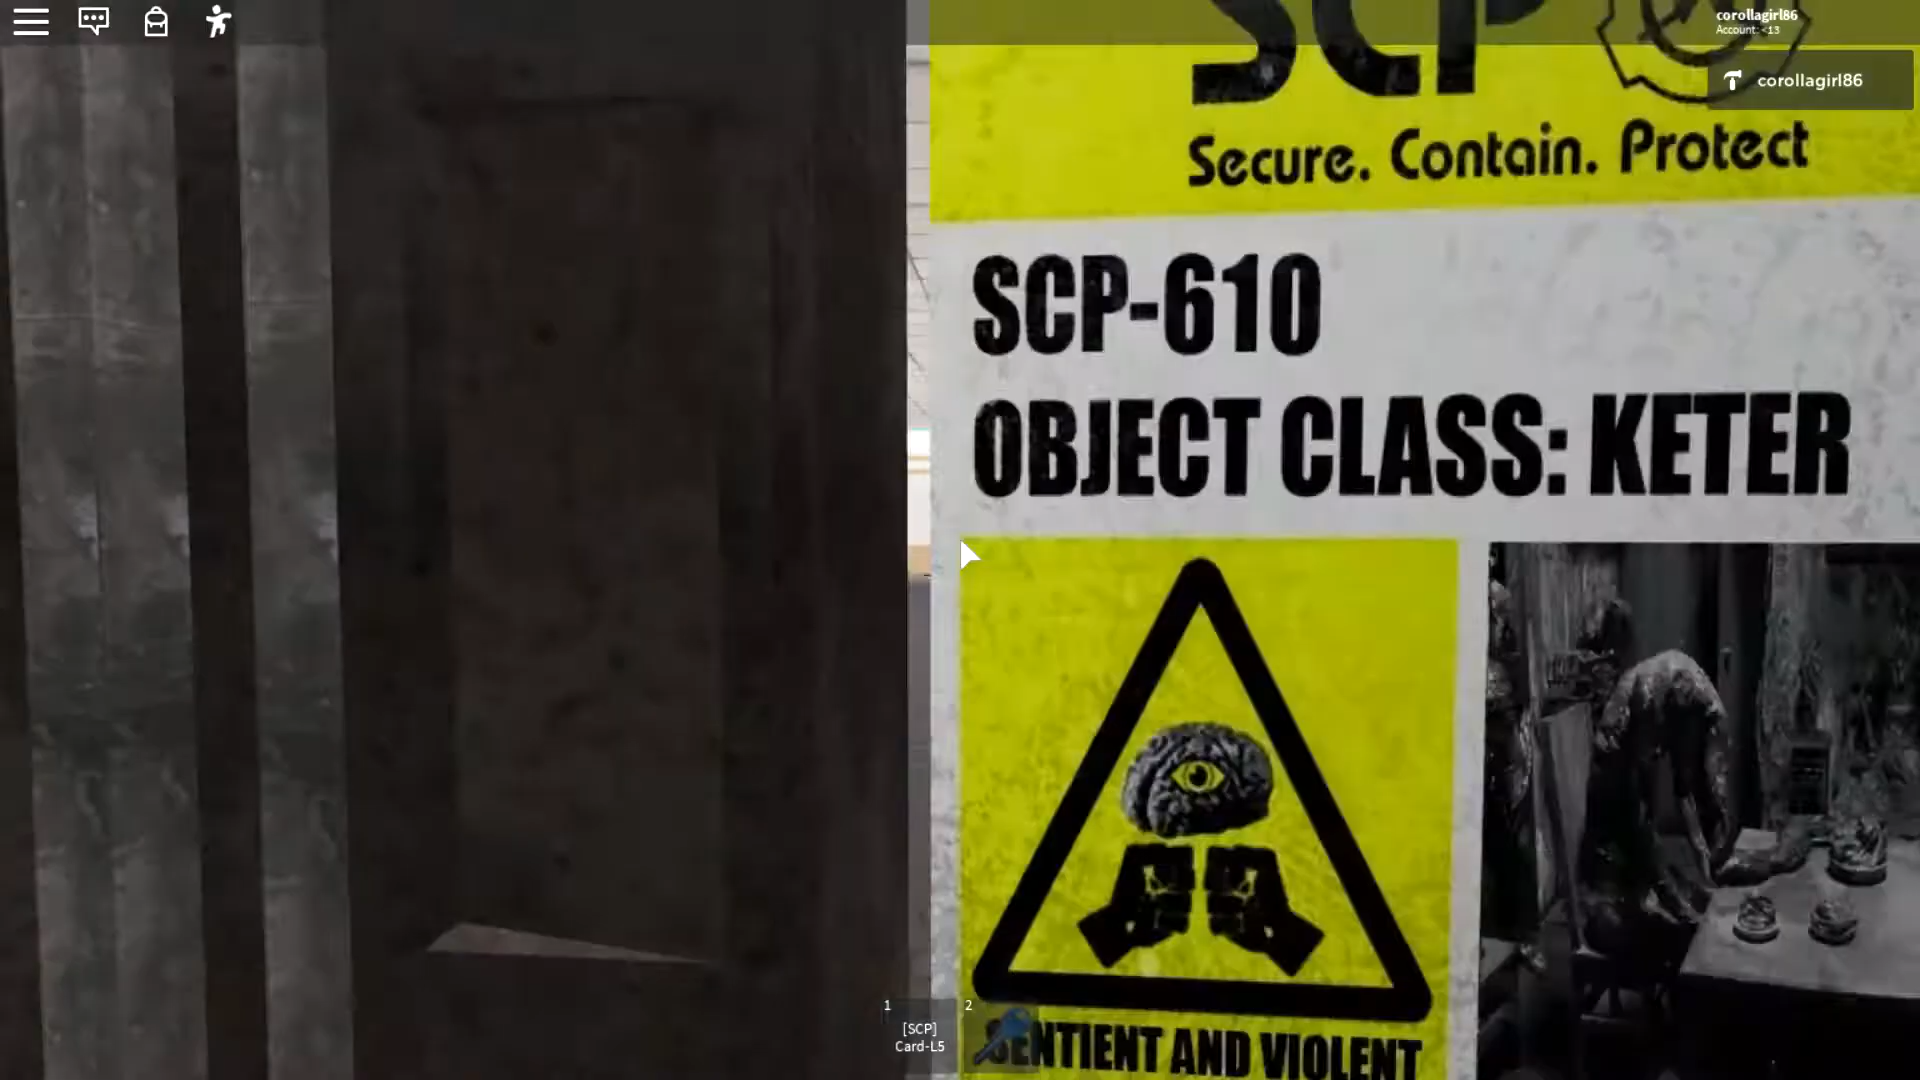 corollagirl86
Account: <13
corollagirl86
SCP
Secure. Contain. Protect
SCP-610
OBJECT CLASS: KETER
SENTIENT AND VIOLENT
1
[SCP]
Card-L5
2